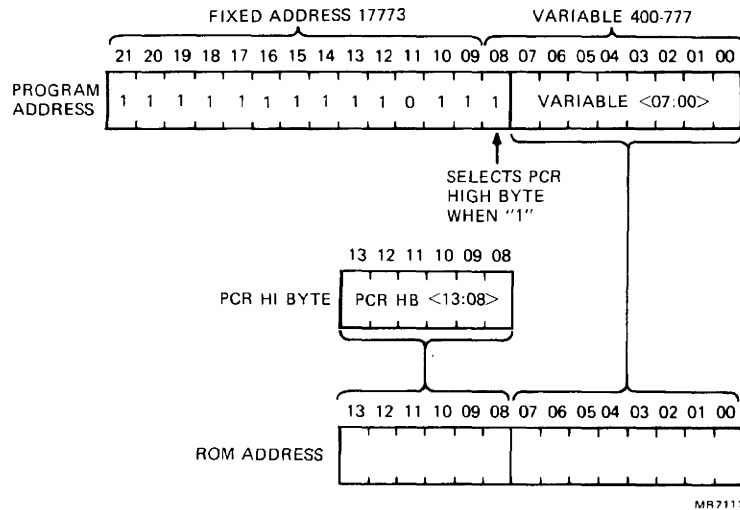 FIXED ADDRESS 17773 VARIABLE 400-777
21 20 19 18 17 16 15 14 13 12 11 10 09 08 07 06 05 04 03 02 01 00
PROGRAM
ADDRESS
1 1 1 1 1 1 1 1 1 1 0 1 1 1 VARIABLE <07:00>
SELECTS PCR
HIGH BYTE
WHEN "1"
13 12 11 10 09 08
PCR HI BYTE PCR HB <13:08>
13 12 11 10 09 08 07 06 05 04 03 02 01 00
ROM ADDRESS